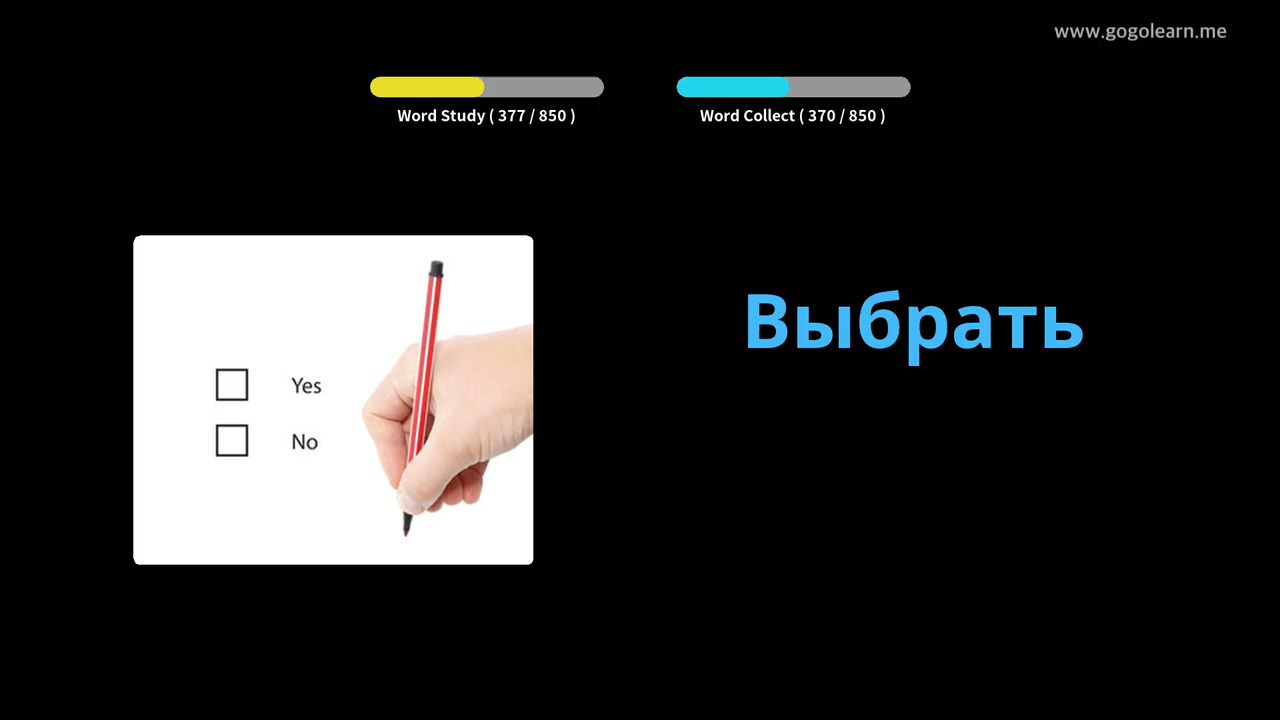 www.gogolearn.me
Word Study ( 377 / 850 )
Word Collect ( 370 / 850 )
Yes
No
Выбрать